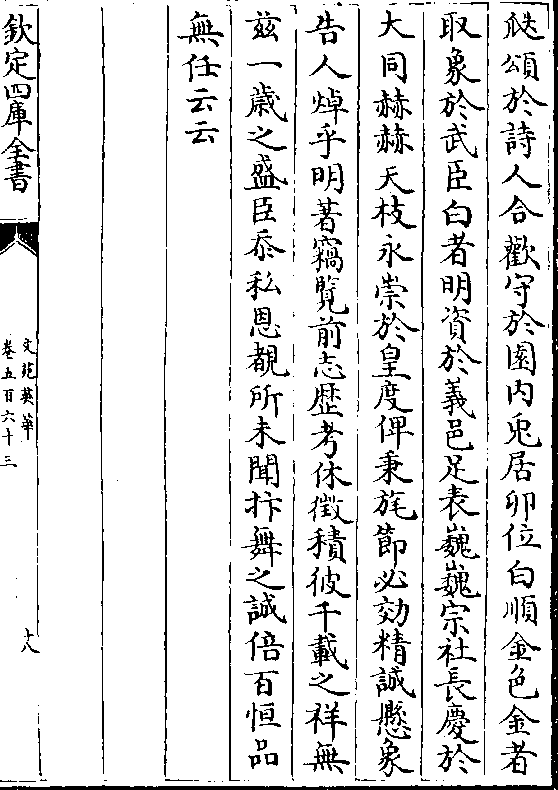 瓞頌於詩人合歡守於園内兎居卯位白順金色金者
取象於武臣白者明資於義邑足表巍巍宗社長慶於
大同赫赫天枝永崇於皇度俾秉旄節必効精誠懸象
告人焯乎明著竊覽前志歴考休徵積彼千載之祥無
兹一歳之盛臣忝私恩覩所未聞抃舞之誠倍百恒品
無任云云
欽定四庫全書
文苑英華
卷五百六十三
十八